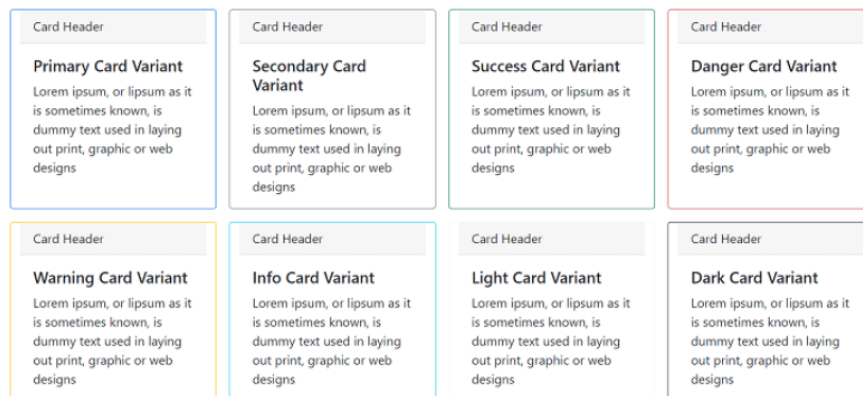 Card Header
Primary Card Variant
Lorem ipsum, or lipsum as it
is sometimes known, is
dummy text used in laying
out print, graphic or web
designs
Card Header
Secondary Card
Variant
Lorem ipsum, or lipsum as it
is sometimes known, is
dummy text used in laying
out print, graphic or web
designs
Card Header
Success Card Variant
Lorem ipsum, or lipsum as it
is sometimes known, is
dummy text used in laying
out print, graphic or web
designs
Card Header
Danger Card Variant
Lorem ipsum, or lipsum as it
is sometimes known, is
dummy text used in laying
out print, graphic or web
designs
Card Header
Warning Card Variant
Lorem ipsum, or lipsum as it
is sometimes known, is
dummy text used in laying
out print, graphic or web
designs
Card Header
Info Card Variant
Lorem ipsum, or lipsum as it
is sometimes known, is
dummy text used in laying
out print, graphic or web
designs
Card Header
Light Card Variant
Lorem ipsum, or lipsum as it
is sometimes known, is
dummy text used in laying
out print, graphic or web
designs
Card Header
Dark Card Variant
Lorem ipsum, or lipsum as it
is sometimes known, is
dummy text used in laying
out print, graphic or web
designs